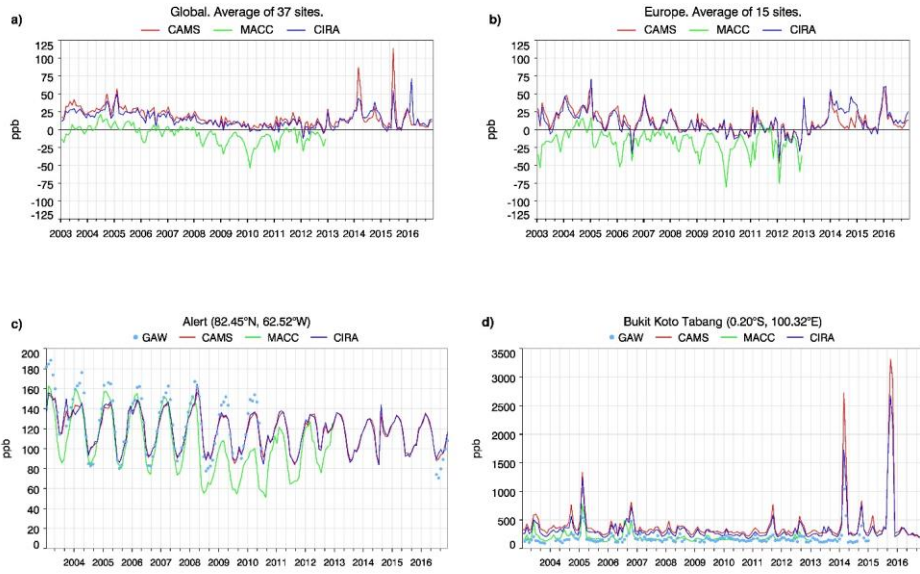 a)
Global. Average of 37 sites.
CAMS MACC CIRA
ppb
125
100
75
50
25
0
-25
-50
-75
-100
-125
2003 2004 2005 2006 2007 2008 2009 2010 2011 2012 2013 2014 2015 2016
b)
Europe. Average of 15 sites.
CAMS MACC CIRA
ppb
125
100
75
50
25
0
-25
-50
-75
-100
-125
2003 2004 2005 2006 2007 2008 2009 2010 2011 2012 2013 2014 2015 2016
c)
Alert (82.45°N, 62.52°W)
GAW CAMS MACC CIRA
ppb
200
180
160
140
120
100
80
60
40
20
0
2004 2005 2006 2007 2008 2009 2010 2011 2012 2013 2014 2015 2016
d)
Bukit Koto Tabang (0.20°S, 100.32°E)
GAW CAMS MACC CIRA
ppb
3500
3000
2500
2000
1500
1000
500
0
2004 2005 2006 2007 2008 2009 2010 2011 2012 2013 2014 2015 2016